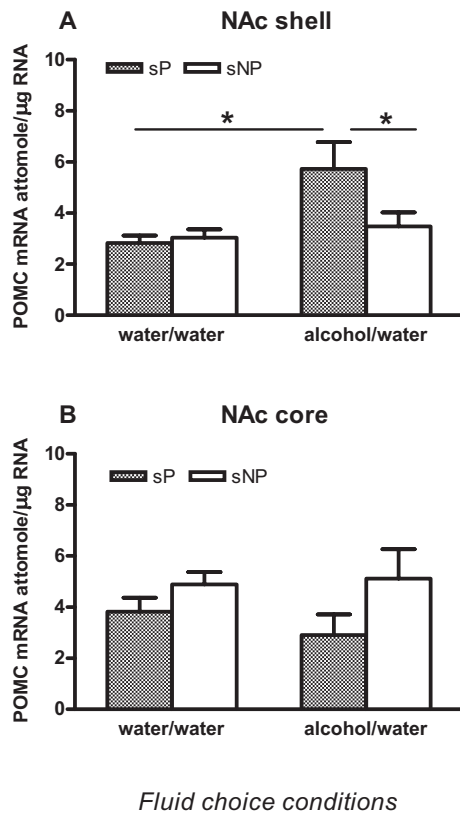 A NAc shell
POMC mRNA attomole/µg RNA
10
8
6
4
2
0
sP sNP
* *
water/water alcohol/water
B NAc core
POMC mRNA attomole/µg RNA
10
8
6
4
2
0
sP sNP
water/water alcohol/water
Fluid choice conditions